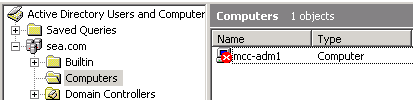 Active Directory Users and Computer
Saved Queries
sea.com
Builtin
Computers
Domain Controllers
Computers 1 objects
Name Type
mcc-adm1 Computer